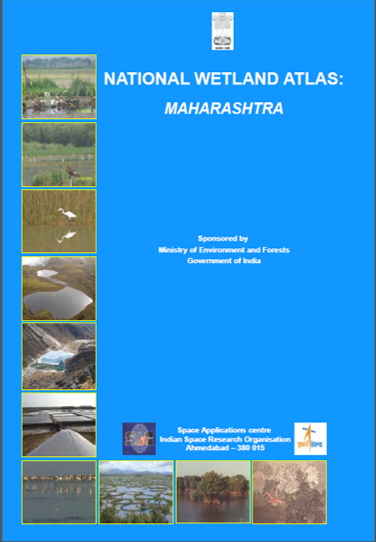 NATIONAL WETLAND ATLAS:
MAHARASHTRA
Sponsored by
Ministry of Environment and Forests
Government of India
Space Applications centre
Indian Space Research Organisation
Ahmedabad – 380 015